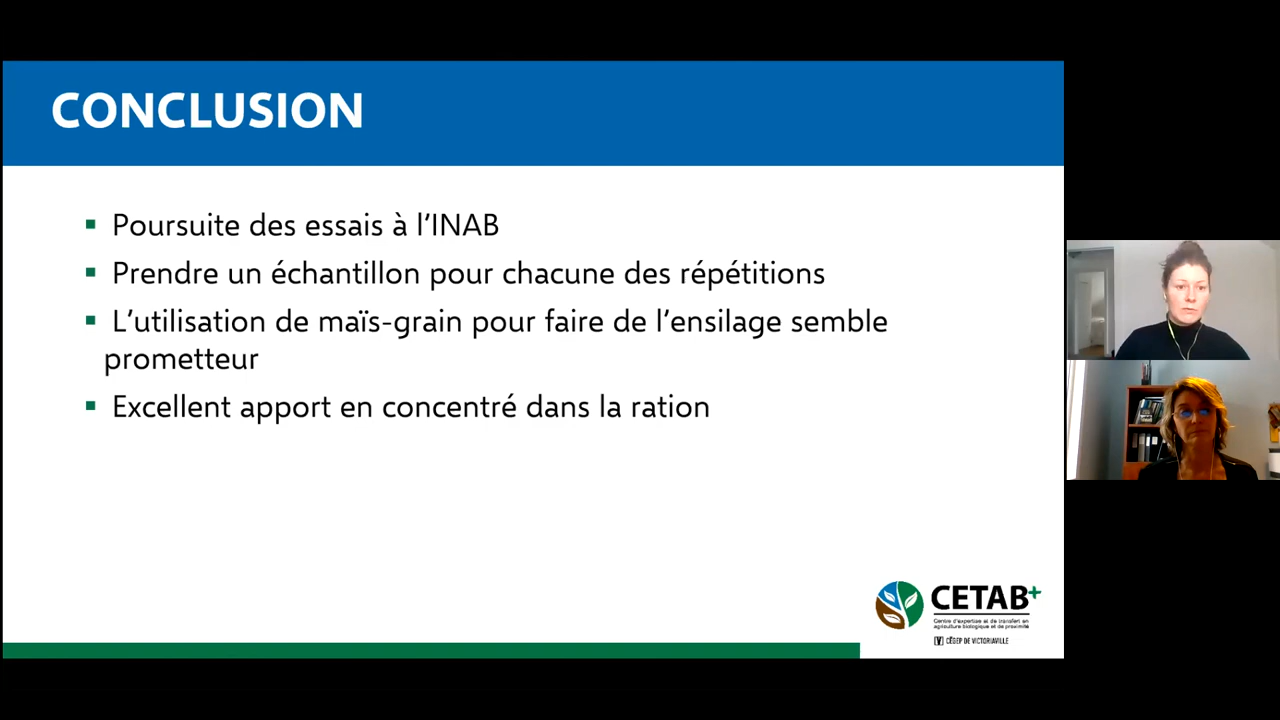 CONCLUSION
▪ Poursuite des essais à l'INAB
▪ Prendre un échantillon pour chacune des répétitions
▪ L'utilisation de maïs-grain pour faire de l'ensilage semble
prometteur
▪ Excellent apport en concentré dans la ration
CETAB+
Centre d'expertise et de transfert en
agriculture biologique et de proximité
CÉGEP DE VICTORIAVILLE